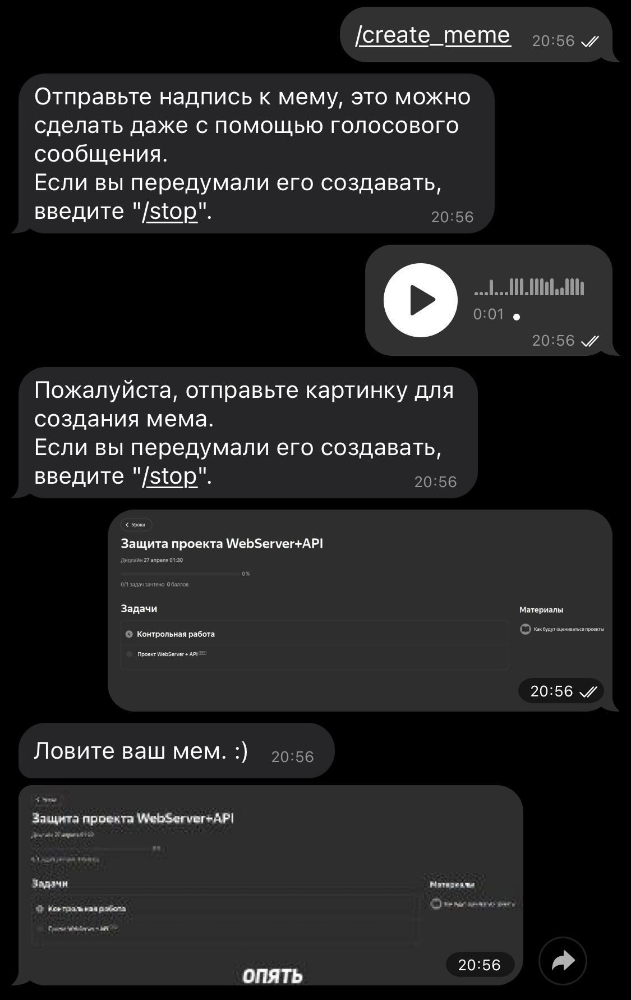 /create_meme 20:56
Отправьте надпись к мему, это можно
сделать даже с помощью голосового
сообщения.
Если вы передумали его создавать,
введите "/stop".
20:56
0:01
20:56
Пожалуйста, отправьте картинку для
создания мема.
Если вы передумали его создавать,
введите "/stop".
20:56
Уроки
Защита проекта WebServer+API
Дедлайн 27 апреля 01:30
0 %
0/1 задач зачтено 0 баллов
Задачи
Материалы
Контрольная работа
Как будут оцениваться проекты
Проект WebServer + API
20:56
Ловите ваш мем. :) 20:56
Защита проекта WebServer+API
Задачи
Материалы
Контрольная работа
20:56
ОПЯТЬ